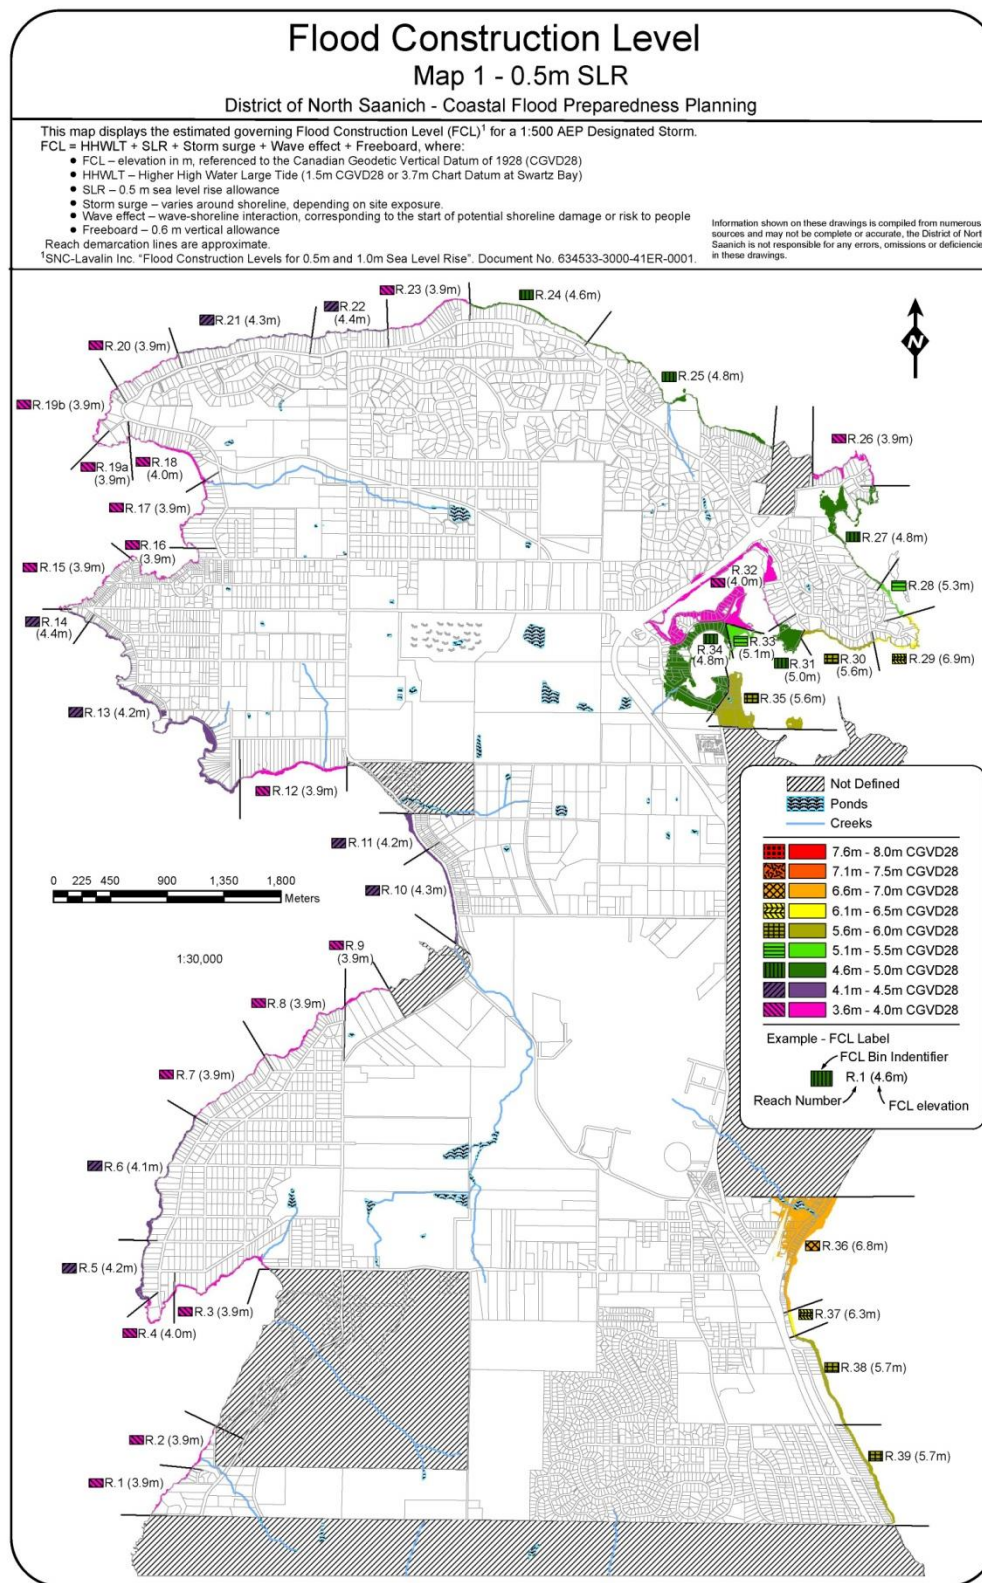 Flood Construction Level
Map 1 - 0.5m SLR
District of North Saanich - Coastal Flood Preparedness Planning
This map displays the estimated governing Flood Construction Level (FCL)¹ for a 1:500 AEP Designated Storm.
FCL = HHWLT + SLR + Storm surge + Wave effect + Freeboard, where:
● FCL – elevation in m, referenced to the Canadian Geodetic Vertical Datum of 1928 (CGVD28)
● HHWLT – Higher High Water Large Tide (1.5m CGVD28 or 3.7m Chart Datum at Swartz Bay)
● SLR – 0.5 m sea level rise allowance
● Storm surge – varies around shoreline, depending on site exposure.
● Wave effect – wave-shoreline interaction, corresponding to the start of potential shoreline damage or risk to people
● Freeboard – 0.6 m vertical allowance
Reach demarcation lines are approximate.
¹SNC-Lavalin Inc. “Flood Construction Levels for 0.5m and 1.0m Sea Level Rise”. Document No. 634533-3000-41ER-0001.
Information shown on these drawings is compiled from numerous
sources and may not be complete or accurate, the District of Nort
Saanich is not responsible for any errors, omissions or deficiencie
in these drawings.
N
R.23 (3.9m)
R.24 (4.6m)
R.22
(4.4m)
R.21 (4.3m)
R.20 (3.9m)
R.25 (4.8m)
R.19b (3.9m)
R.26 (3.9m)
R.19a
(3.9m)
R.18
(4.0m)
R.17 (3.9m)
R.27 (4.8m)
R.16
(3.9m)
R.15 (3.9m)
R.32
(4.0m)
R.28 (5.3m)
R.14
(4.4m)
R.34
(4.8m)
R.33
(5.1m)
R.31
(5.0m)
R.30
(5.6m)
R.29 (6.9m)
R.35 (5.6m)
R.13 (4.2m)
R.12 (3.9m)
R.11 (4.2m)
R.10 (4.3m)
0 225 450 900 1,350 1,800
Meters
1:30,000
R.9
(3.9m)
R.8 (3.9m)
R.7 (3.9m)
R.6 (4.1m)
R.5 (4.2m)
R.3 (3.9m)
R.4 (4.0m)
R.2 (3.9m)
R.1 (3.9m)
Not Defined
Ponds
Creeks
7.6m - 8.0m CGVD28
7.1m - 7.5m CGVD28
6.6m - 7.0m CGVD28
6.1m - 6.5m CGVD28
5.6m - 6.0m CGVD28
5.1m - 5.5m CGVD28
4.6m - 5.0m CGVD28
4.1m - 4.5m CGVD28
3.6m - 4.0m CGVD28
Example - FCL Label
FCL Bin Indentifier
R.1 (4.6m)
Reach Number
FCL elevation
R.36 (6.8m)
R.37 (6.3m)
R.38 (5.7m)
R.39 (5.7m)